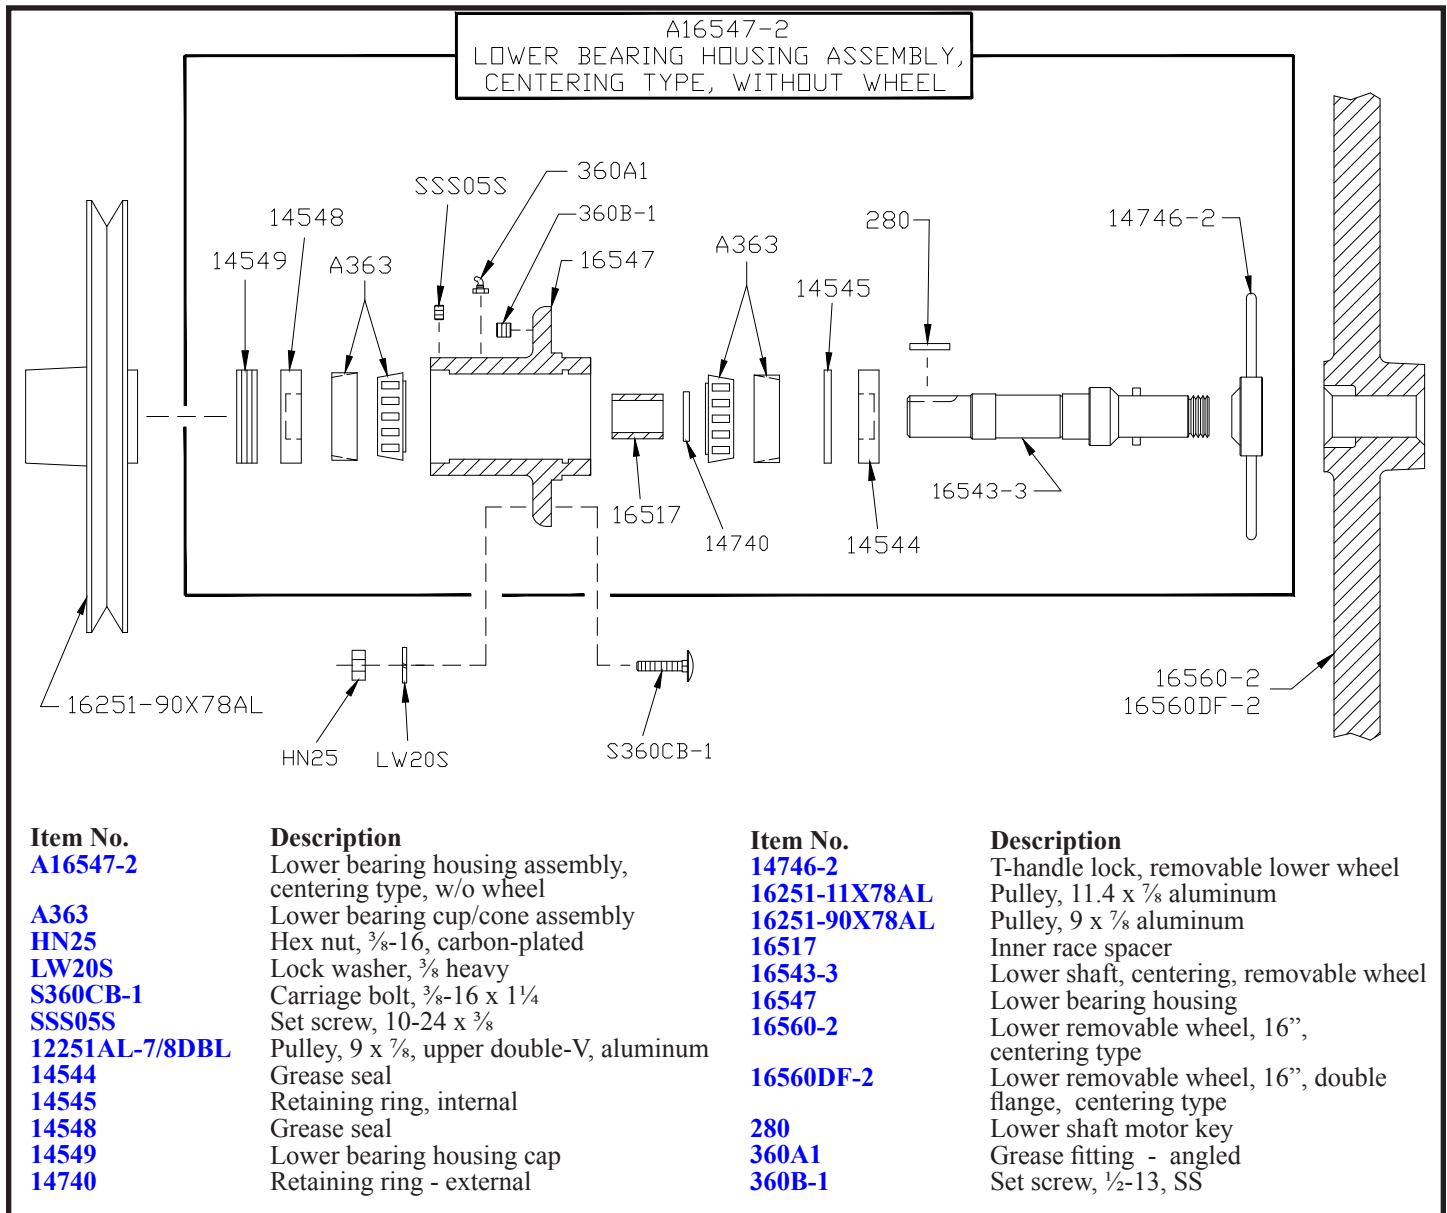 A16547-2
LOWER BEARING HOUSING ASSEMBLY,
CENTERING TYPE, WITHOUT WHEEL
360A1
SSS05S
360B-1
14548
16547
14549
A363
A363
280
14746-2
14545
16543-3
16517
14740
14544
16251-90X78AL
16560-2
16560DF-2
HN25
LW20S
S360CB-1
Item No. Description
A16547-2 Lower bearing housing assembly,
centering type, w/o wheel
A363 Lower bearing cup/cone assembly
HN25 Hex nut, ⅜-16, carbon-plated
LW20S Lock washer, ⅜ heavy
S360CB-1 Carriage bolt, ⅜-16 x 1¼
SSS05S Set screw, 10-24 x ⅜
12251AL-7/8DBL Pulley, 9 x ⅞, upper double-V, aluminum
14544 Grease seal
14545 Retaining ring, internal
14548 Grease seal
14549 Lower bearing housing cap
14740 Retaining ring - external
Item No. Description
14746-2 T-handle lock, removable lower wheel
16251-11X78AL Pulley, 11.4 x ⅞ aluminum
16251-90X78AL Pulley, 9 x ⅞ aluminum
16517 Inner race spacer
16543-3 Lower shaft, centering, removable wheel
16547 Lower bearing housing
16560-2 Lower removable wheel, 16”,
centering type
16560DF-2 Lower removable wheel, 16”, double
flange, centering type
280 Lower shaft motor key
360A1 Grease fitting - angled
360B-1 Set screw, ½-13, SS